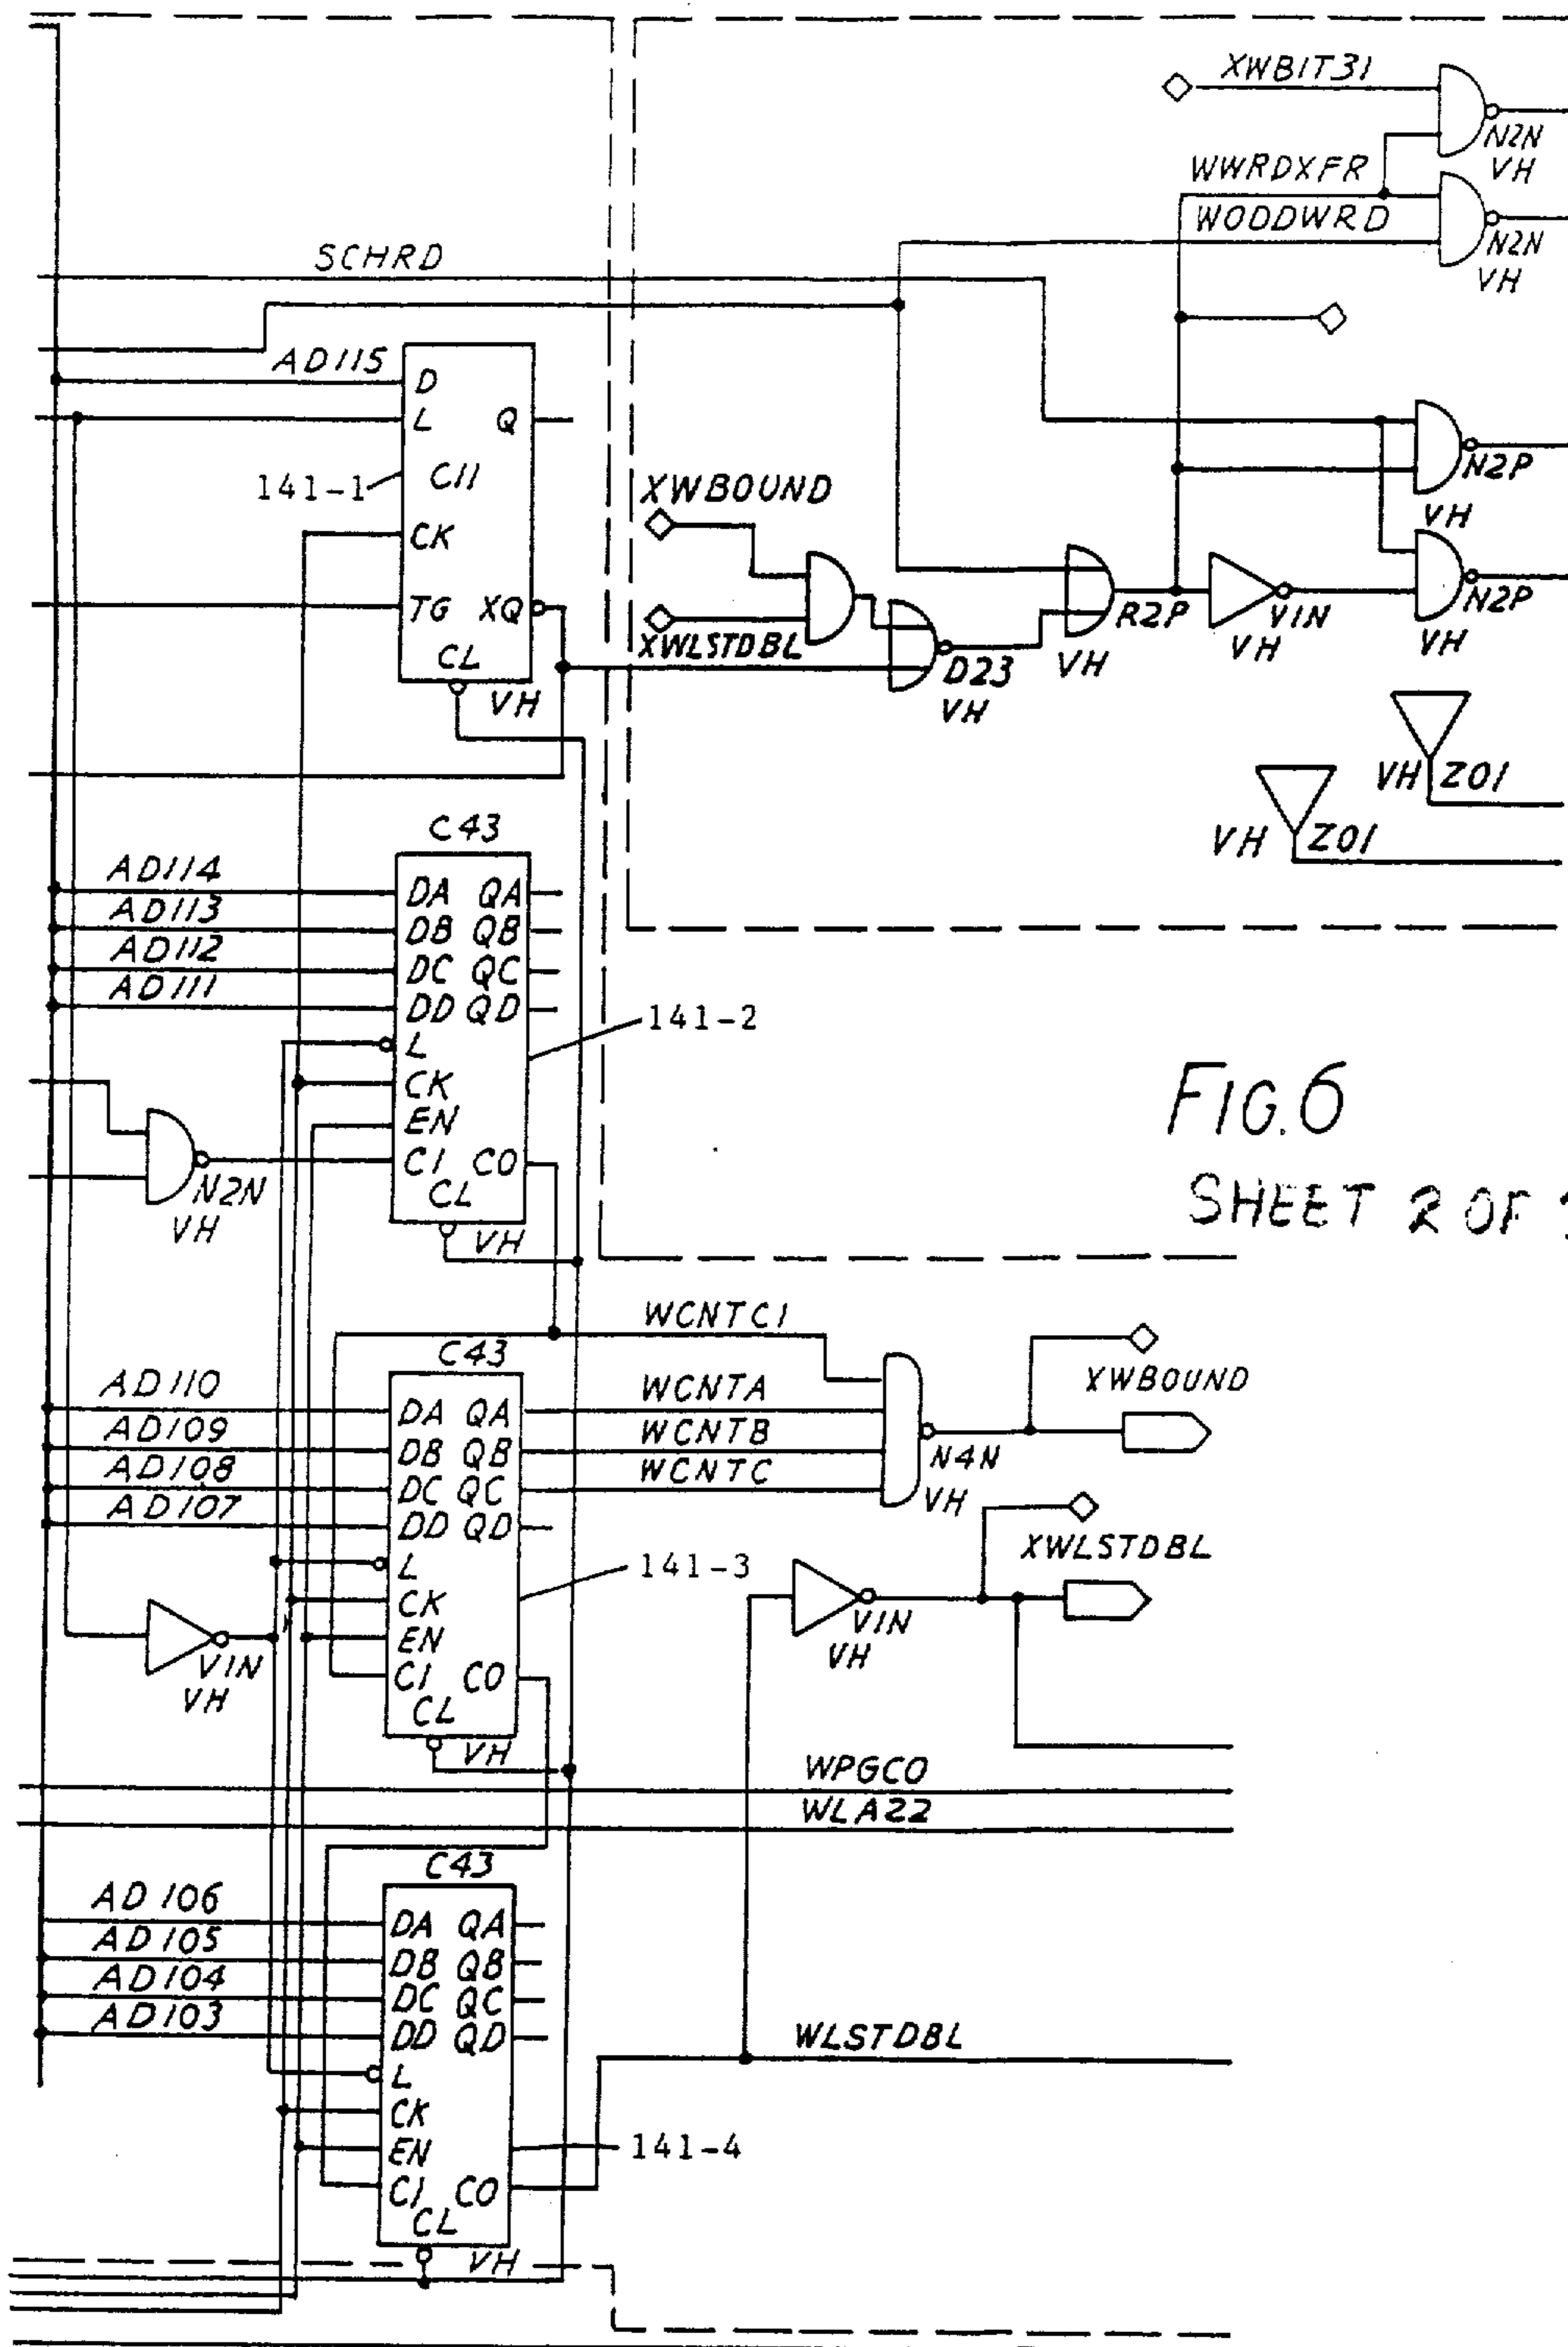 XWBIT31
N2N
VH
WWRDXFR
WODDWRD
N2N
VH
SCHRD
AD115
D
L Q
C11
141-1
CK
TG XQ
CL
VH
XWBOUND
XWLSTDBL
D23
VH
R2P
VH
V1N
VH
N2P
VH
N2P
VH
VH Z01
VH Z01
C43
AD114
AD113
AD112
AD111
DA QA
DB QB
DC QC
DD QD
L
CK
EN
CI CO
CL
VH
141-2
N2N
VH
FIG. 6
SHEET 2 OF
WCNTC1
C43
AD110
AD109
AD108
AD107
DA QA
DB QB
DC QC
DD QD
L
CK
EN
CI CO
CL
VH
WCNTA
WCNTB
WCNTC
N4N
VH
XWBOUND
141-3
XWLSTDBL
V1N
VH
V1N
VH
WPGCO
WLA22
C43
AD106
AD105
AD104
AD103
DA QA
DB QB
DC QC
DD QD
L
CK
EN
CI CO
CL
VH
WLSTDBL
141-4